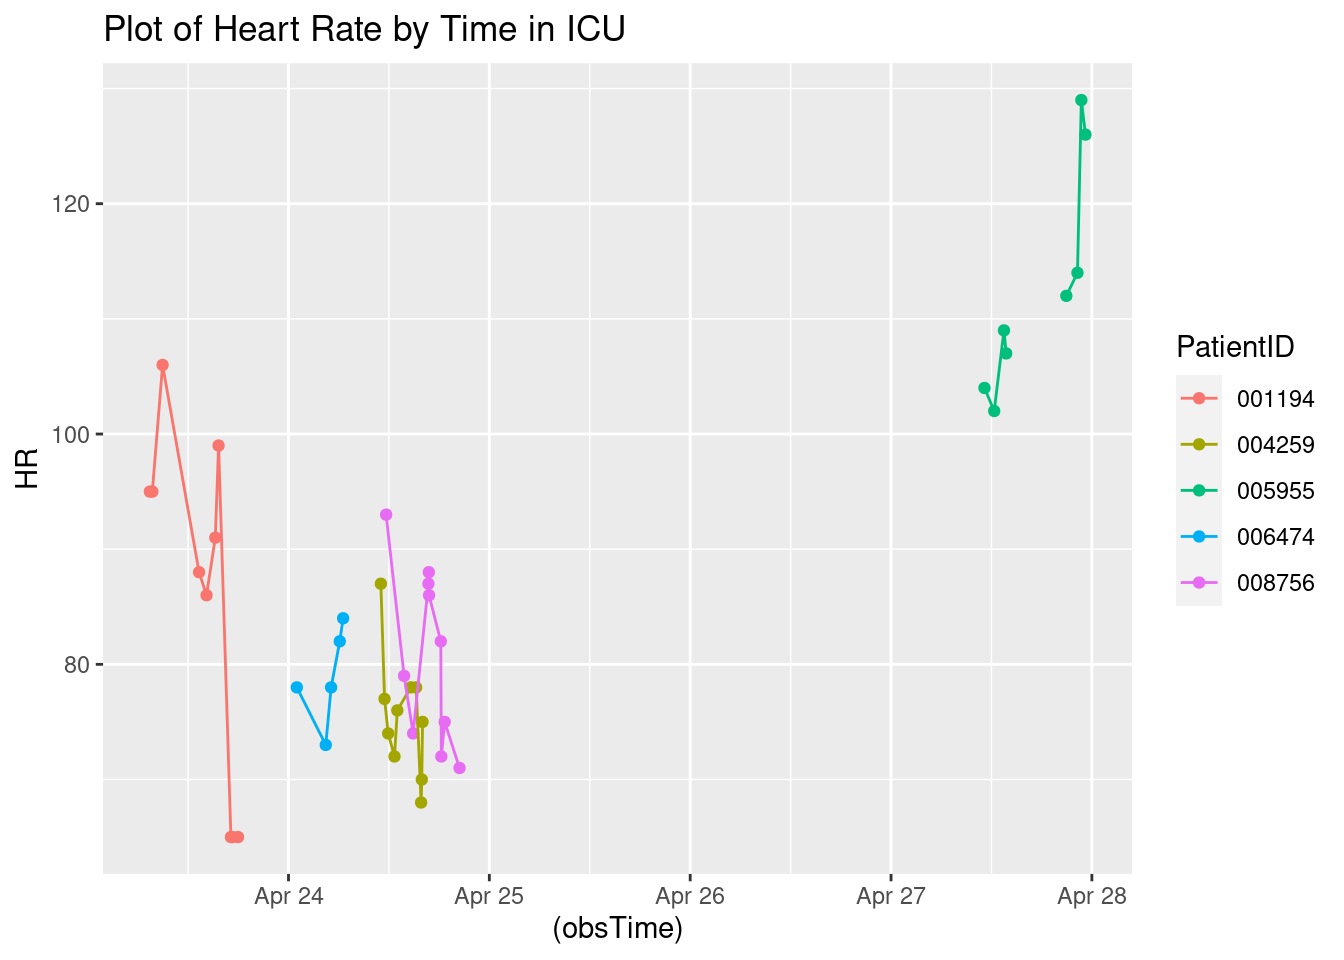 Plot of Heart Rate by Time in ICU
HR
120
100
80
Apr 24
Apr 25
Apr 26
Apr 27
Apr 28
(obsTime)
PatientID
001194
004259
005955
006474
008756